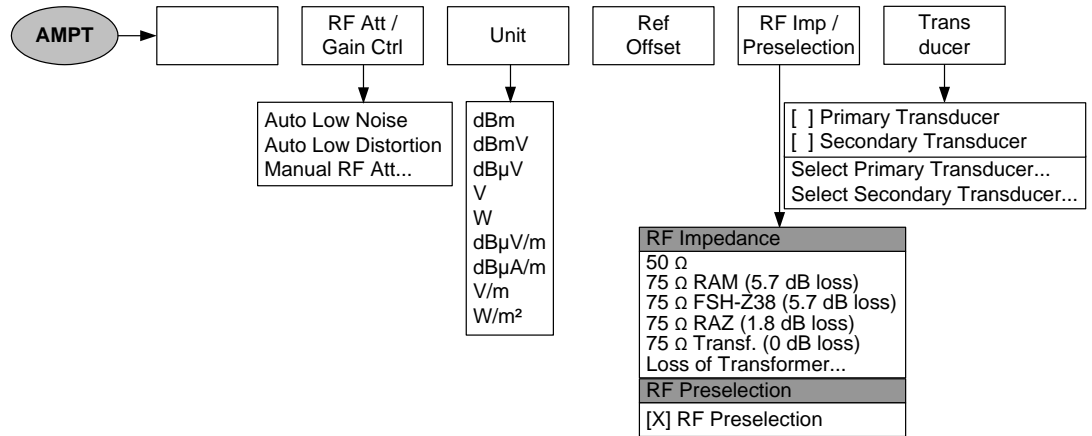 AMPT
RF Att /
Gain Ctrl
Unit
Ref
Offset
RF Imp /
Preselection
Trans
ducer
Auto Low Noise
Auto Low Distortion
Manual RF Att...
dBm
dBmV
dBµV
V
W
dBµV/m
dBµA/m
V/m
W/m²
[ ] Primary Transducer
[ ] Secondary Transducer
Select Primary Transducer...
Select Secondary Transducer...
RF Impedance
50 Ω
75 Ω RAM (5.7 dB loss)
75 Ω FSH-Z38 (5.7 dB loss)
75 Ω RAZ (1.8 dB loss)
75 Ω Transf. (0 dB loss)
Loss of Transformer...
RF Preselection
[X] RF Preselection